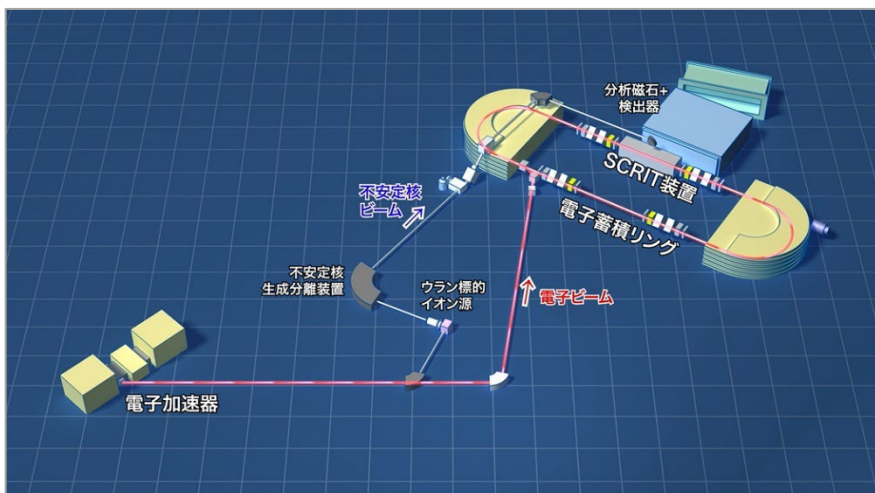 分析磁石+
検出器
SCRIT装置
不安定核
ビーム
電子蓄積リング
不安定核
生成分離装置
ウラン標的
イオン源
電子ビーム
電子加速器